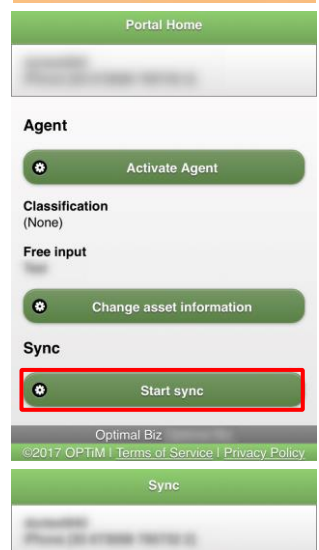 Portal Home
Agent
Activate Agent
Classification
(None)
Free input
Change asset information
Sync
Start sync
Optimal Biz
©2017 OPTiM | Terms of Service | Privacy Policy
Sync